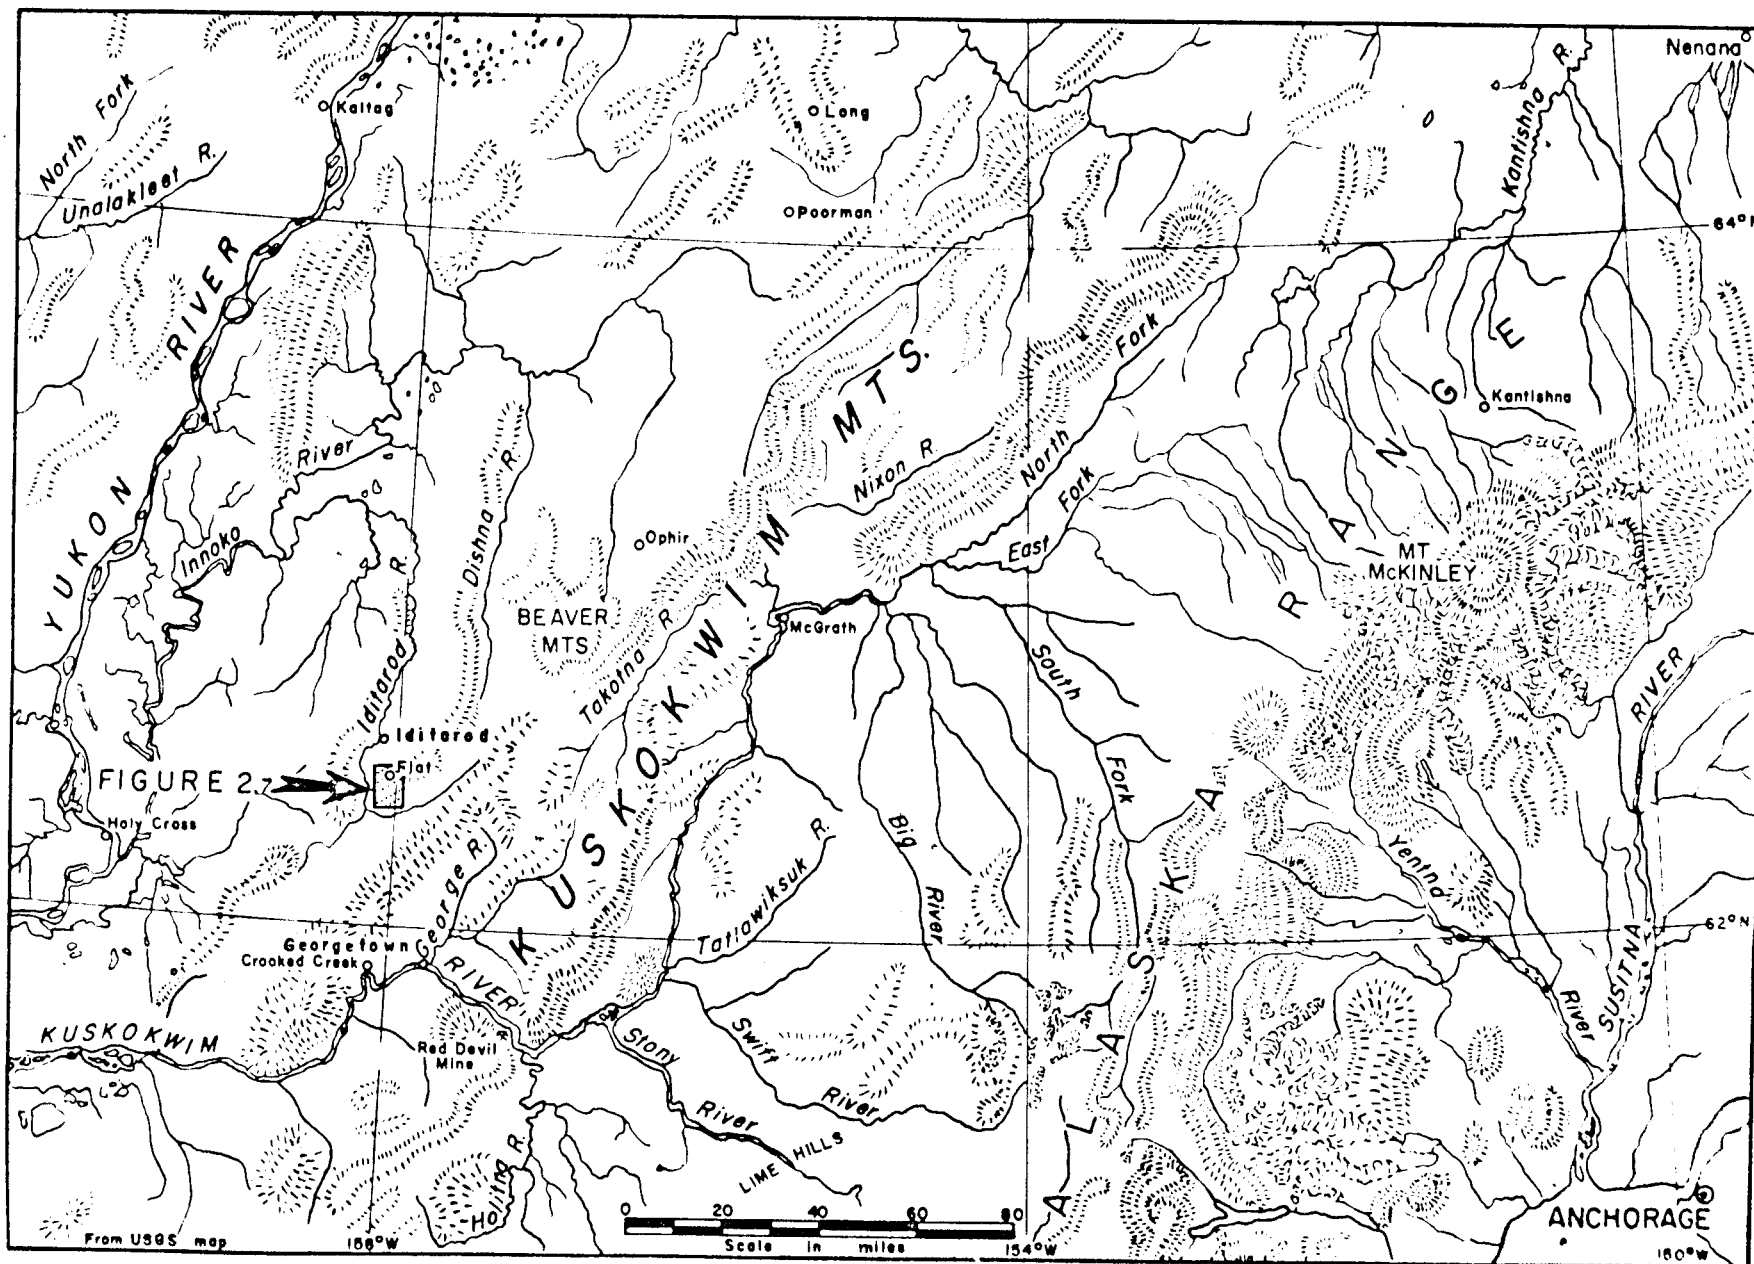 Nenana
North Fork
Kaltag
Long
Kantishna R.
Unalakleet R.
Poorman
64°N
YUKON RIVER
KUSKOKWIM MTS.
North Fork
Kantishna
River
Nixon R.
Dishna R.
Innoko
Ophir
East Fork
MT
McKINLEY
BEAVER
MTS
McGrath
Takotna R.
Iditarod R.
South Fork
ALASKA RANGE
RIVER
Iditarod
Flat
FIGURE 2.
Holy Cross
George R.
Big River
Yentna
Tatlawiksuk R.
62°N
Georgetown
Crooked Creek
RIVER
SUSITNA
River
KUSKOKWIM
Red Devil
Mine
Stony
River
Swift
River
LIME HILLS
Holitna R.
0 20 40 60 80
Scale in miles
ANCHORAGE
From USGS map
158°W
154°W
150°W